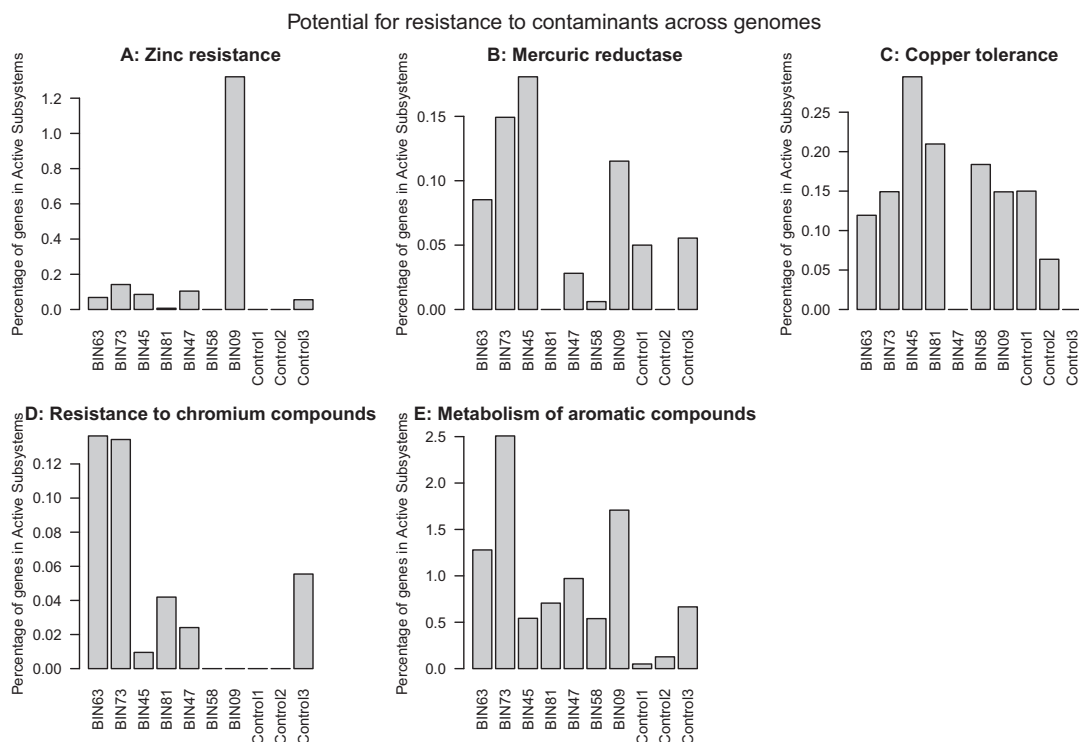 Potential for resistance to contaminants across genomes
A: Zinc resistance
Percentage of genes in Active Subsystems
1.2
1.0
0.8
0.6
0.4
0.2
0.0
BIN63
BIN73
BIN45
BIN81
BIN47
BIN58
BIN09
Control1
Control2
Control3
B: Mercuric reductase
Percentage of genes in Active Subsystems
0.15
0.10
0.05
0.00
BIN63
BIN73
BIN45
BIN81
BIN47
BIN58
BIN09
Control1
Control2
Control3
C: Copper tolerance
Percentage of genes in Active Subsystems
0.25
0.20
0.15
0.10
0.05
0.00
BIN63
BIN73
BIN45
BIN81
BIN47
BIN58
BIN09
Control1
Control2
Control3
D: Resistance to chromium compounds
Percentage of genes in Active Subsystems
0.12
0.10
0.08
0.06
0.04
0.02
0.00
BIN63
BIN73
BIN45
BIN81
BIN47
BIN58
BIN09
Control1
Control2
Control3
E: Metabolism of aromatic compounds
Percentage of genes in Active Subsystems
2.5
2.0
1.5
1.0
0.5
0.0
BIN63
BIN73
BIN45
BIN81
BIN47
BIN58
BIN09
Control1
Control2
Control3